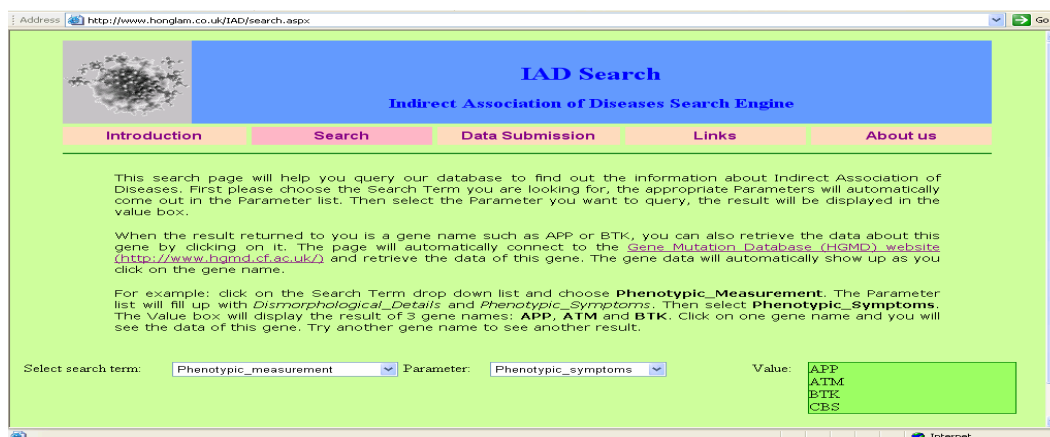 Address http://www.honglam.co.uk/IAD/search.aspx Go
IAD Search
Indirect Association of Diseases Search Engine
Introduction Search Data Submission Links About us
This search page will help you query our database to find out the information about Indirect Association of
Diseases. First please choose the Search Term you are looking for, the appropriate Parameters will automatically
come out in the Parameter list. Then select the Parameter you want to query, the result will be displayed in the
value box.
When the result returned to you is a gene name such as APP or BTK, you can also retrieve the data about this
gene by clicking on it. The page will automatically connect to the Gene Mutation Database (HGMD) website
(http://www.hgmd.cf.ac.uk/) and retrieve the data of this gene. The gene data will automatically show up as you
click on the gene name.
For example: click on the Search Term drop down list and choose Phenotypic_Measurement. The Parameter
list will fill up with Dismorphological_Details and Phenotypic_Symptoms. Then select Phenotypic_Symptoms.
The Value box will display the result of 3 gene names: APP, ATM and BTK. Click on one gene name and you will
see the data of this gene. Try another gene name to see another result.
Select search term: Phenotypic_measurement Parameter: Phenotypic_symptoms Value: APP
ATM
BTK
CBS
Internet